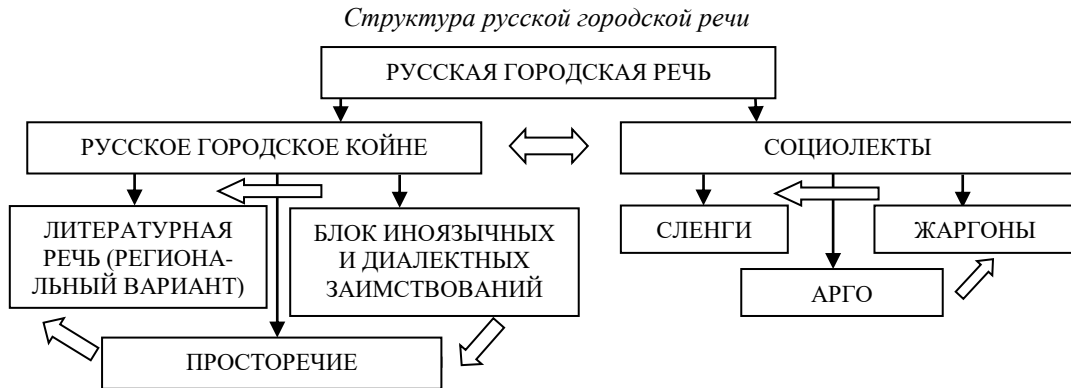 Структура русской городской речи
РУССКАЯ ГОРОДСКАЯ РЕЧЬ
РУССКОЕ ГОРОДСКОЕ КОЙНЕ
СОЦИОЛЕКТЫ
ЛИТЕРАТУРНАЯ
РЕЧЬ (РЕГИОНА-
ЛЬНЫЙ ВАРИАНТ)
БЛОК ИНОЯЗЫЧНЫХ
И ДИАЛЕКТНЫХ
ЗАИМСТВОВАНИЙ
СЛЕНГИ
ЖАРГОНЫ
АРГО
ПРОСТОРЕЧИЕ